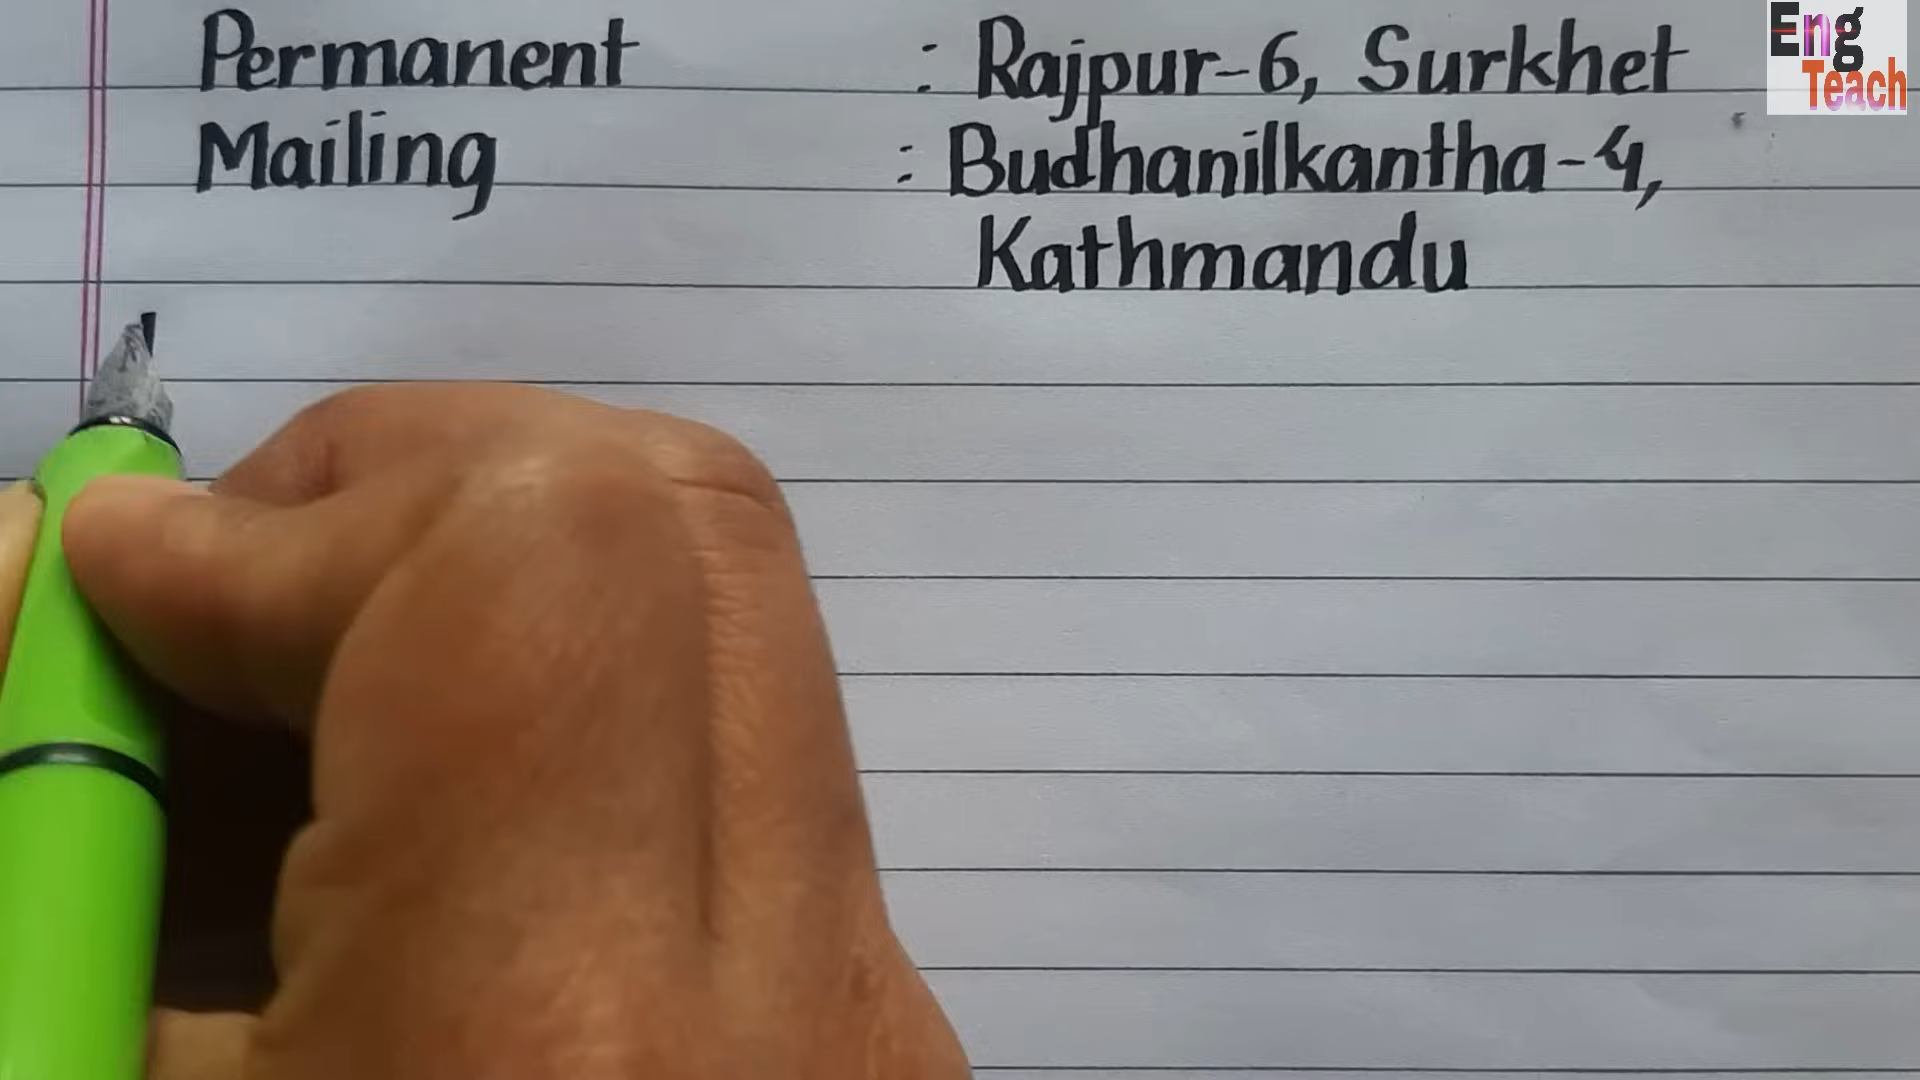 Permanent : Rajpur-6, Surkhet
Mailing : Budhanilkantha-4,
Kathmandu
Eng
Teach